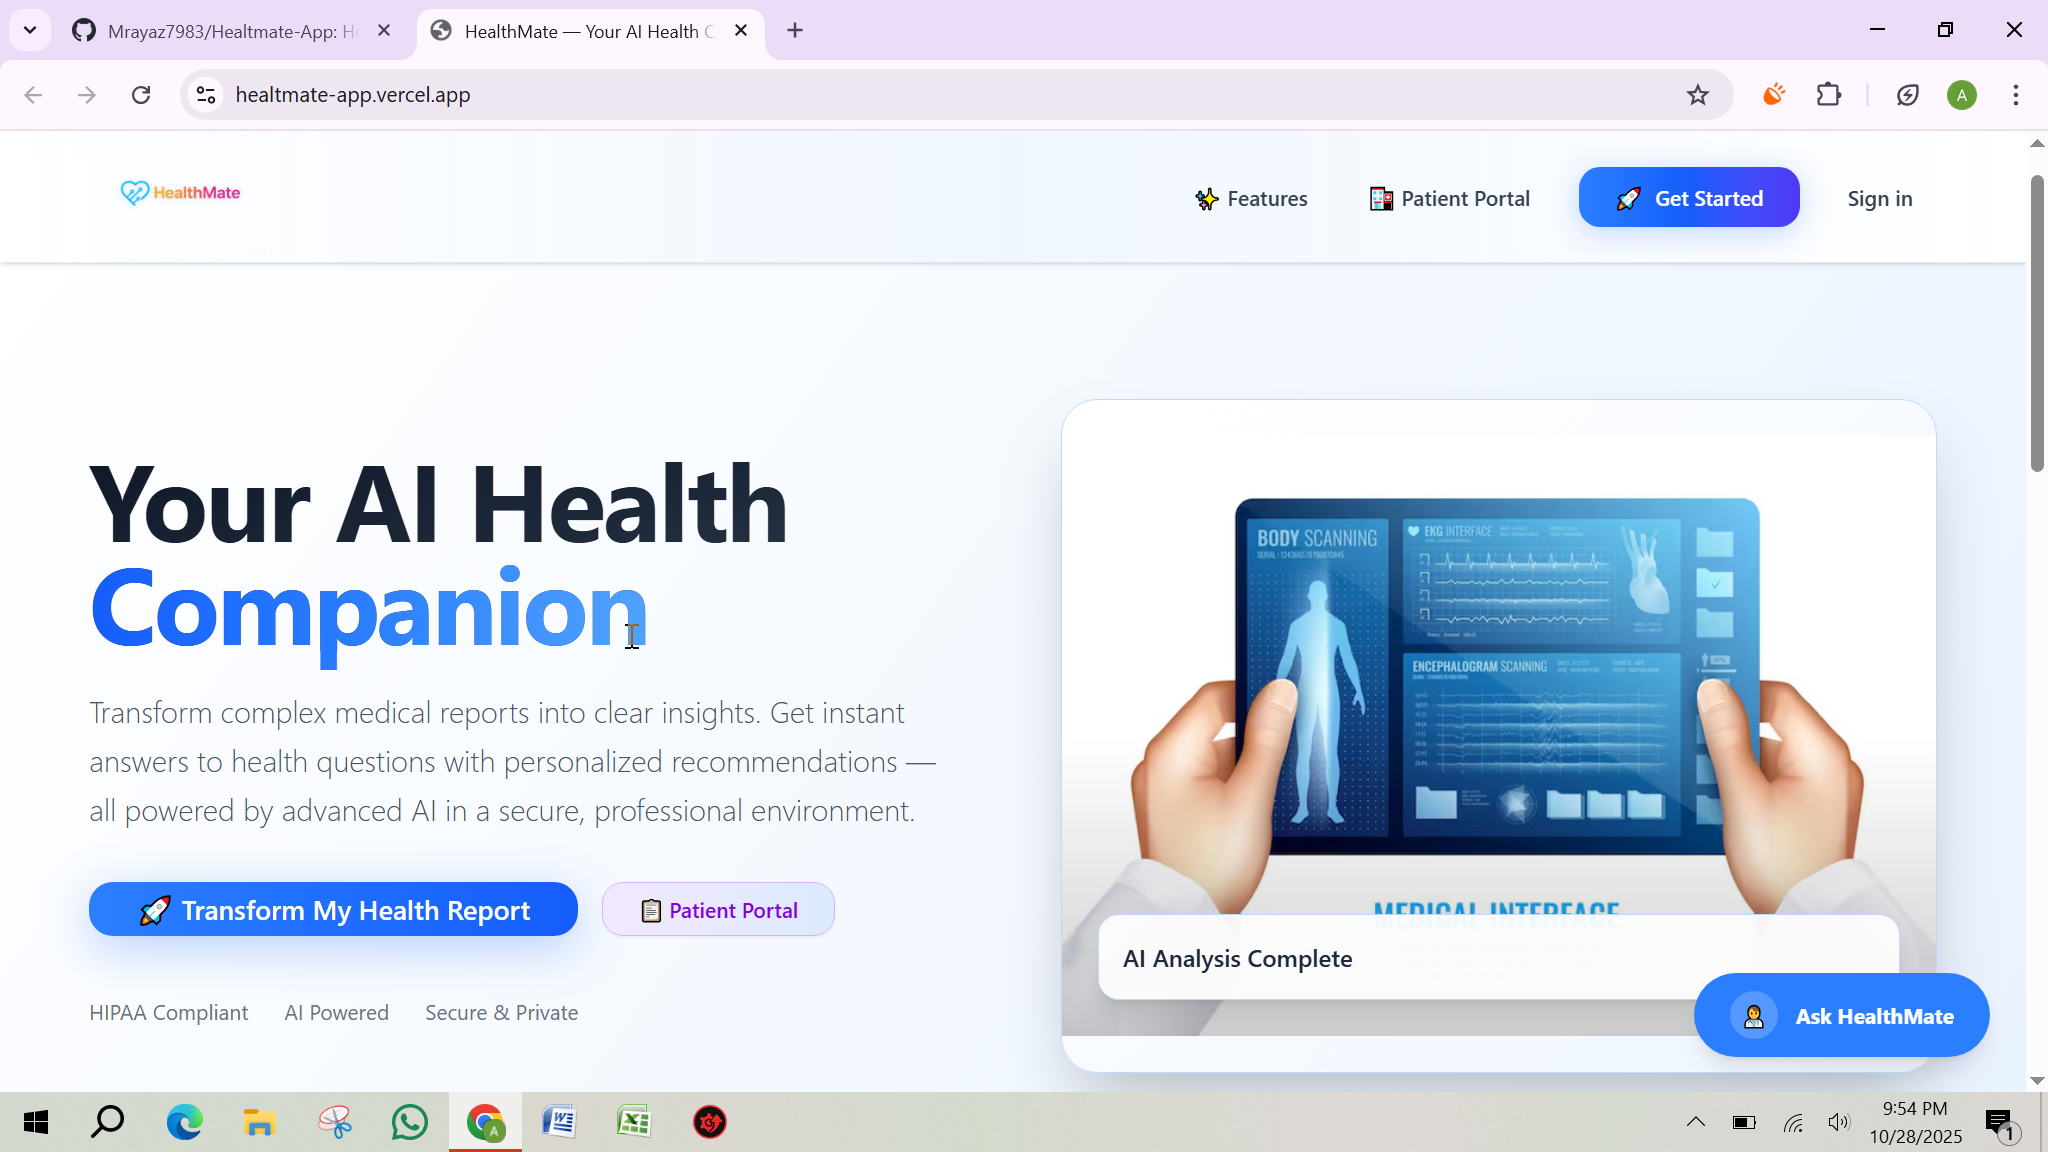 Mrayaz7983/Healtmate-App: He
HealthMate — Your AI Health C
healtmate-app.vercel.app
A
HealthMate
✨ Features
🏥 Patient Portal
🚀 Get Started
Sign in
Your AI Health
Companion
Transform complex medical reports into clear insights. Get instant
answers to health questions with personalized recommendations —
all powered by advanced AI in a secure, professional environment.
🚀 Transform My Health Report
📋 Patient Portal
HIPAA Compliant
AI Powered
Secure & Private
BODY SCANNING
EKG INTERFACE
ENCEPHALOGRAM SCANNING
MEDICAL INTERFACE
AI Analysis Complete
Ask HealthMate
9:54 PM
10/28/2025
1